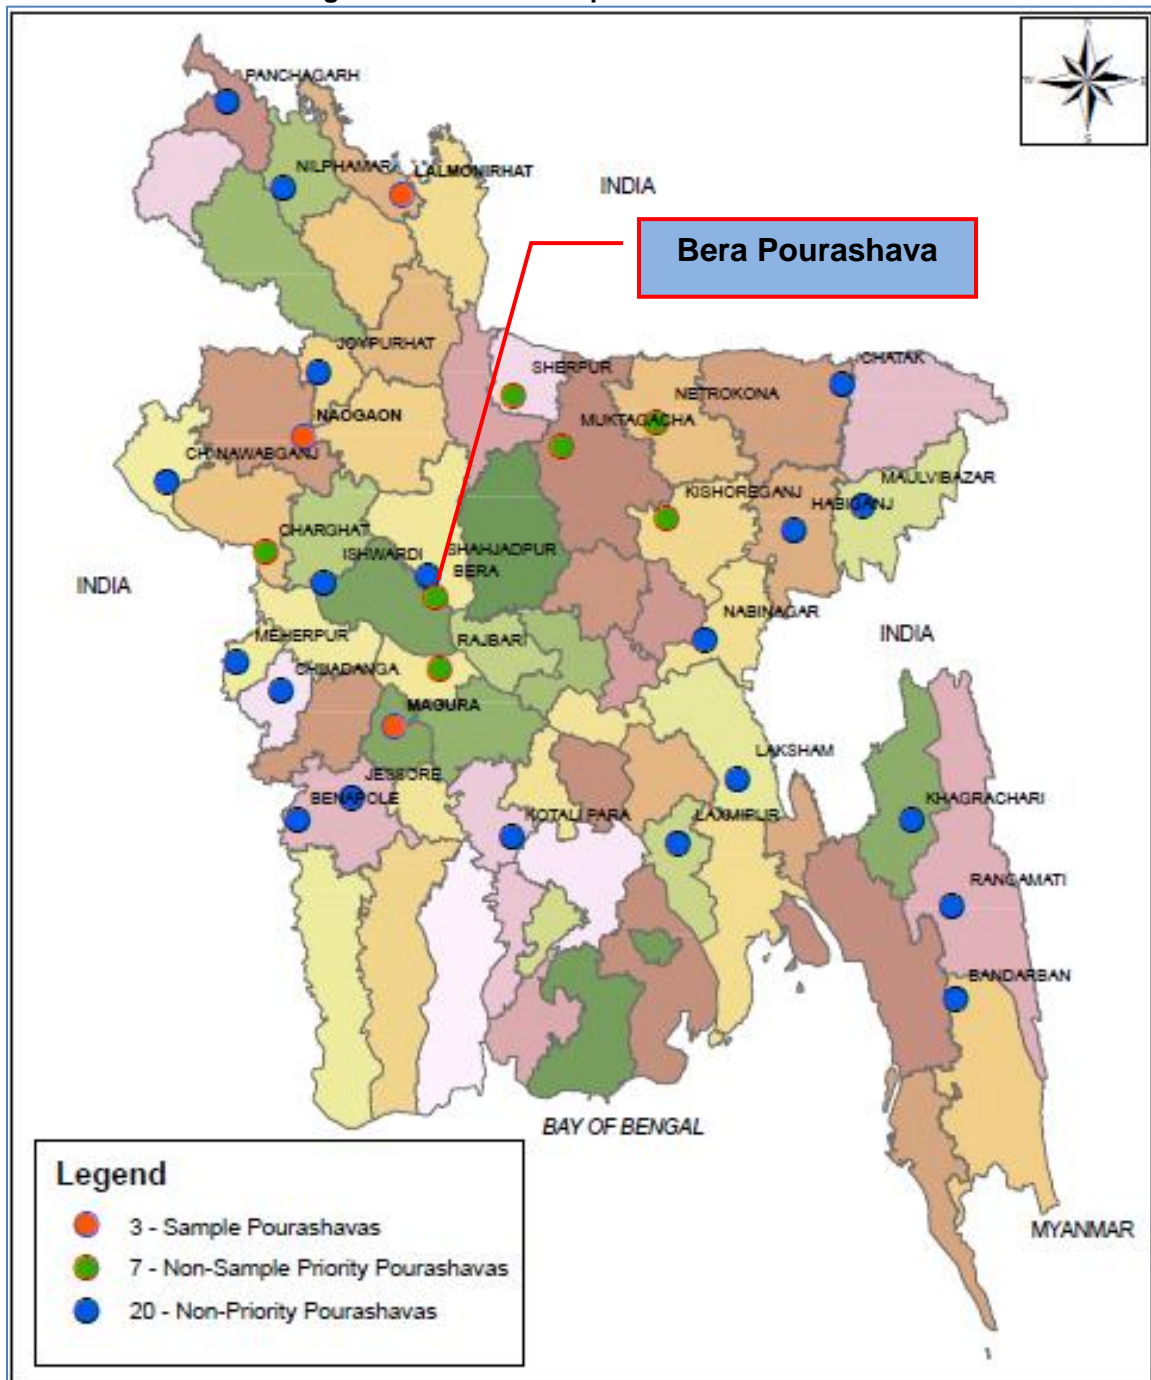 N
W
E
S
PANCHAGARH
NILPHAMARI
LALMONIRHAT
INDIA
Bera Pourashava
JOYPURHAT
SHERPUR
CHATAK
NETROKONA
NAOGAON
MUKTAGACHA
CHINAWABGANJ
MAULVIBAZAR
KISHOREGANJ
HABIGANJ
CHARGHAT
ISHWARDI
SHAHJADPUR
BERA
INDIA
NABINAGAR
MEHERPUR
RAJBARI
INDIA
CHUADANGA
MAGURA
LAKSHAM
JESSORE
BENAPOLE
KHAGRACHARI
KOTALI PARA
LAXMIPUR
RANGAMATI
BANDARBAN
BAY OF BENGAL
MYANMAR
Legend
3 - Sample Pourashavas
7 - Non-Sample Priority Pourashavas
20 - Non-Priority Pourashavas